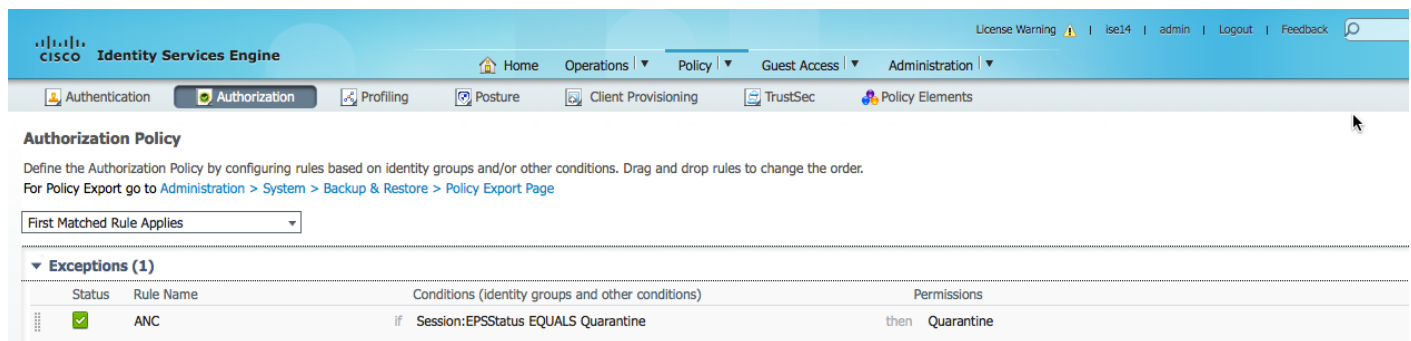 License Warning | ise14 | admin | Logout | Feedback
CISCO Identity Services Engine
Home Operations | Policy | Guest Access | Administration |
Authentication Authorization Profiling Posture Client Provisioning TrustSec Policy Elements
Authorization Policy
Define the Authorization Policy by configuring rules based on identity groups and/or other conditions. Drag and drop rules to change the order.
For Policy Export go to Administration > System > Backup & Restore > Policy Export Page
First Matched Rule Applies
Exceptions (1)
Status Rule Name Conditions (identity groups and other conditions) Permissions
ANC if Session:EPSStatus EQUALS Quarantine then Quarantine